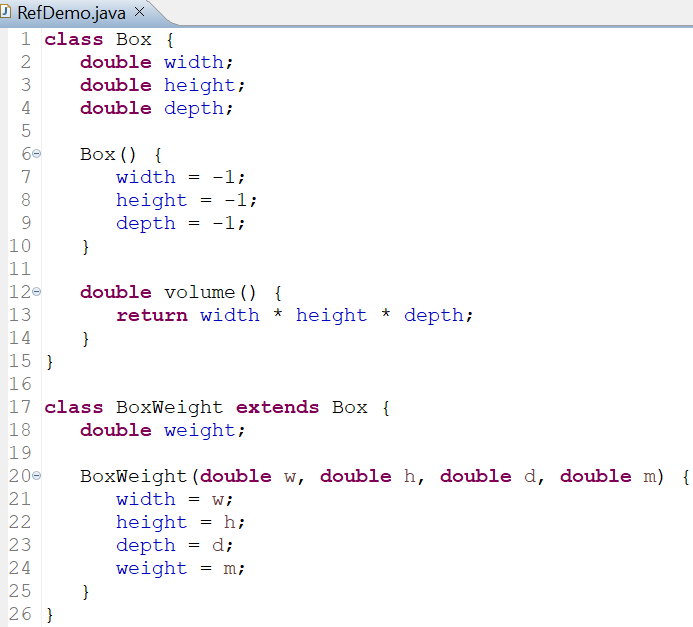 RefDemo.java
1 class Box {
2    double width;
3    double height;
4    double depth;
5
6    Box() {
7       width = -1;
8       height = -1;
9       depth = -1;
10    }
11
12    double volume() {
13       return width * height * depth;
14    }
15 }
16
17 class BoxWeight extends Box {
18    double weight;
19
20    BoxWeight(double w, double h, double d, double m) {
21       width = w;
22       height = h;
23       depth = d;
24       weight = m;
25    }
26 }